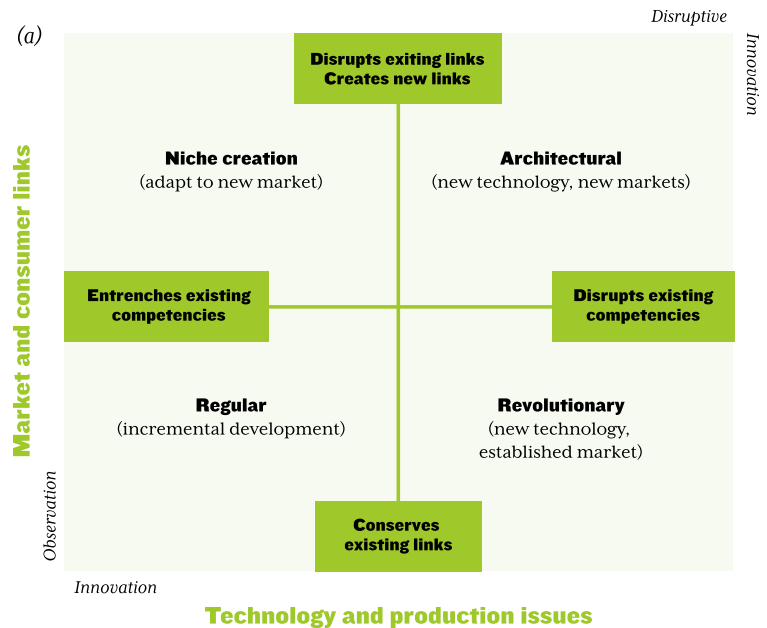 Disruptive
(a)
Innovation
Disrupts exiting links
Creates new links
Niche creation
(adapt to new market)
Architectural
(new technology, new markets)
Market and consumer links
Entrenches existing
competencies
Disrupts existing
competencies
Regular
(incremental development)
Revolutionary
(new technology,
established market)
Observation
Conserves
existing links
Innovation
Technology and production issues